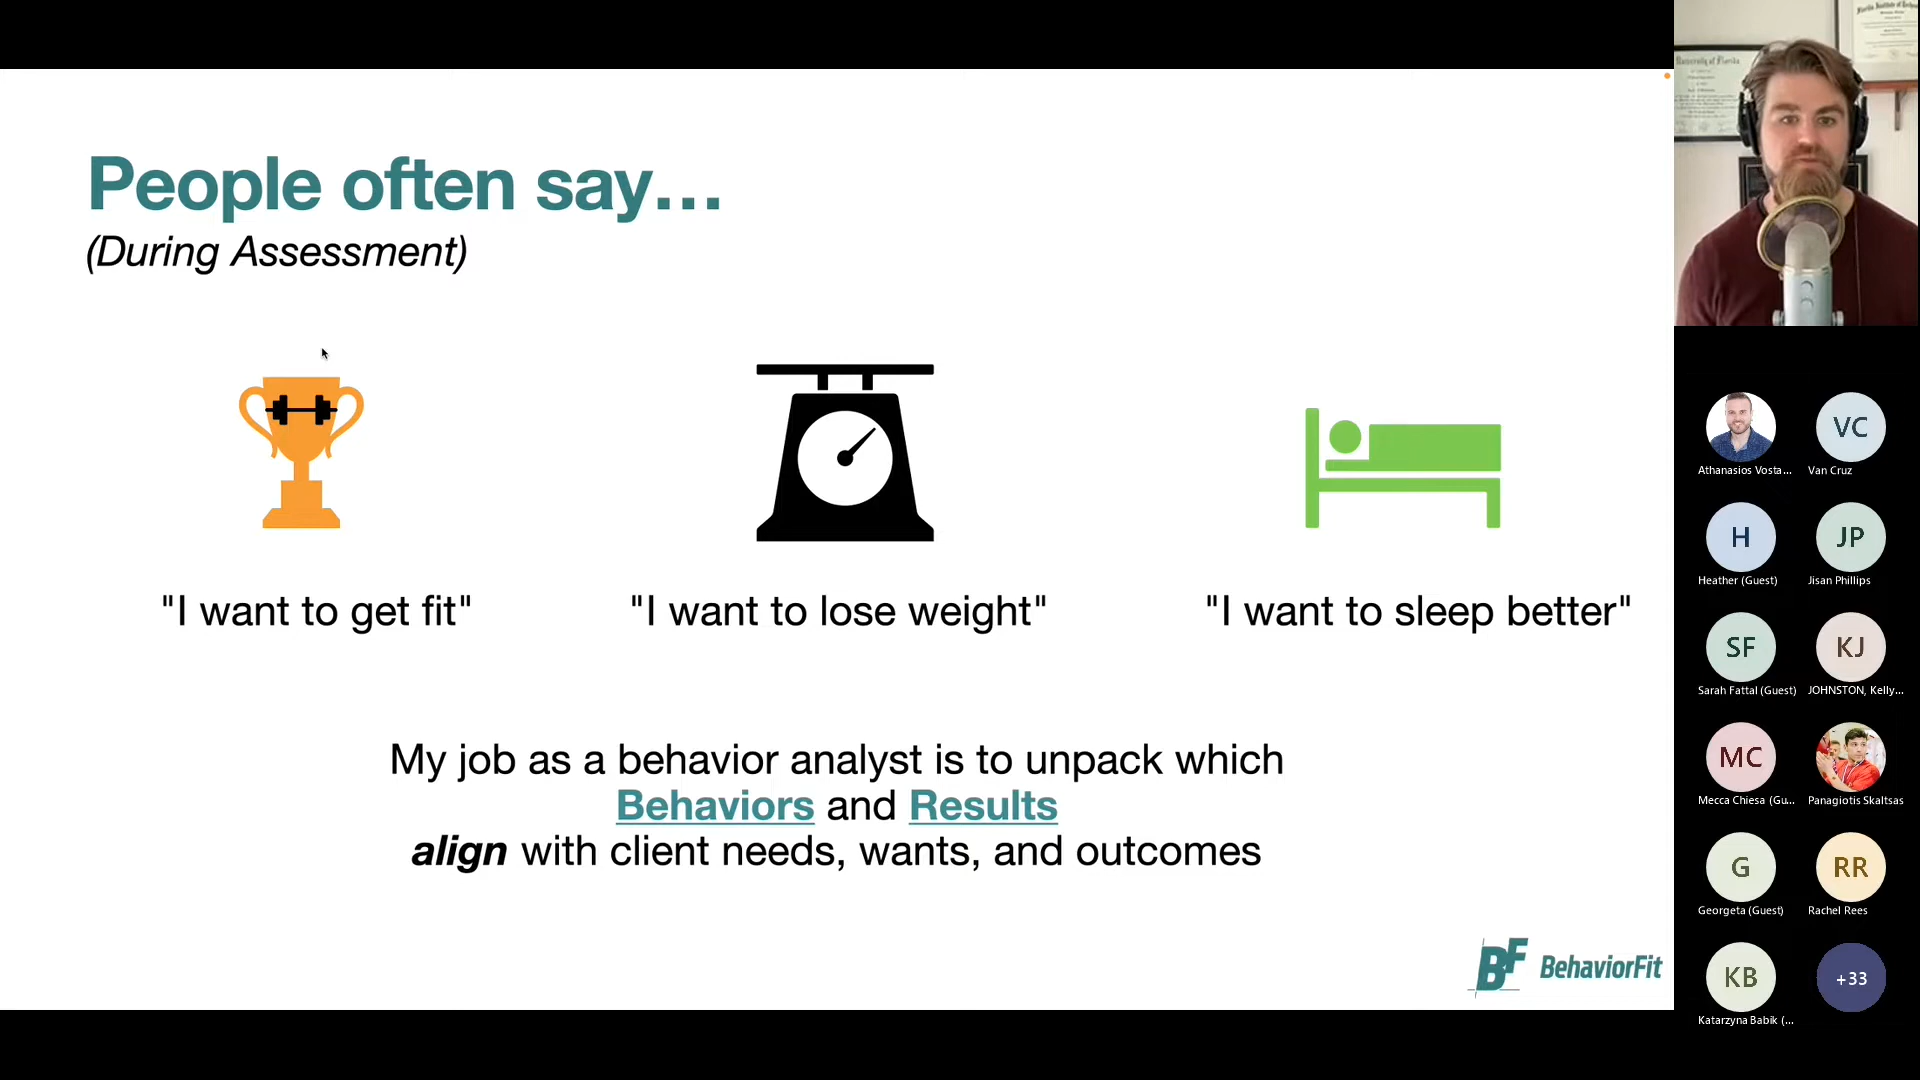 People often say...
(During Assessment)
"I want to get fit"
"I want to lose weight"
"I want to sleep better"
My job as a behavior analyst is to unpack which
Behaviors and Results
align with client needs, wants, and outcomes
BF BehaviorFit
University of Florida
Athanasios Vosta...
VC
Van Cruz
H
Heather (Guest)
JP
Jisan Phillips
SF
Sarah Fattal (Guest)
KJ
JOHNSTON, Kelly...
MC
Mecca Chiesa (Gu...
Panagiotis Skaltsas
G
Georgeta (Guest)
RR
Rachel Rees
KB
Katarzyna Babik (...
+33